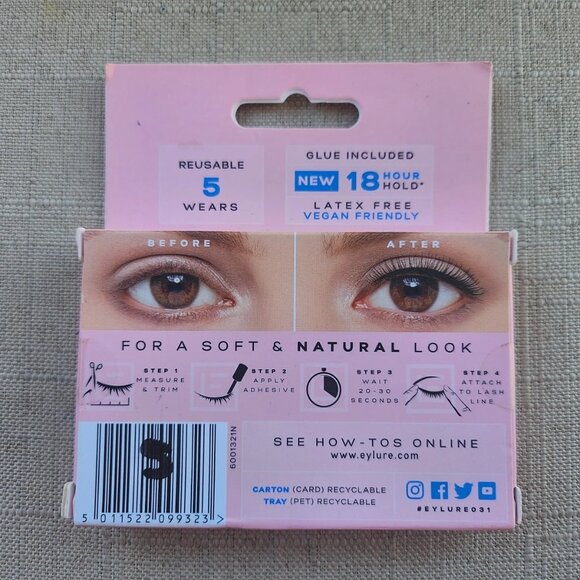 REUSABLE
5
WEARS
GLUE INCLUDED
NEW 18 HOUR HOLD*
LATEX FREE
VEGAN FRIENDLY
BEFORE
AFTER
FOR A SOFT & NATURAL LOOK
STEP 1
MEASURE
& TRIM
STEP 2
APPLY
ADHESIVE
STEP 3
WAIT
20-30
SECONDS
STEP 4
ATTACH
TO LASH
LINE
S
6001321N
5 011522 099323 >
SEE HOW-TOS ONLINE
www.eylure.com
CARTON (CARD) RECYCLABLE
TRAY (PET) RECYCLABLE
#EYLURE031